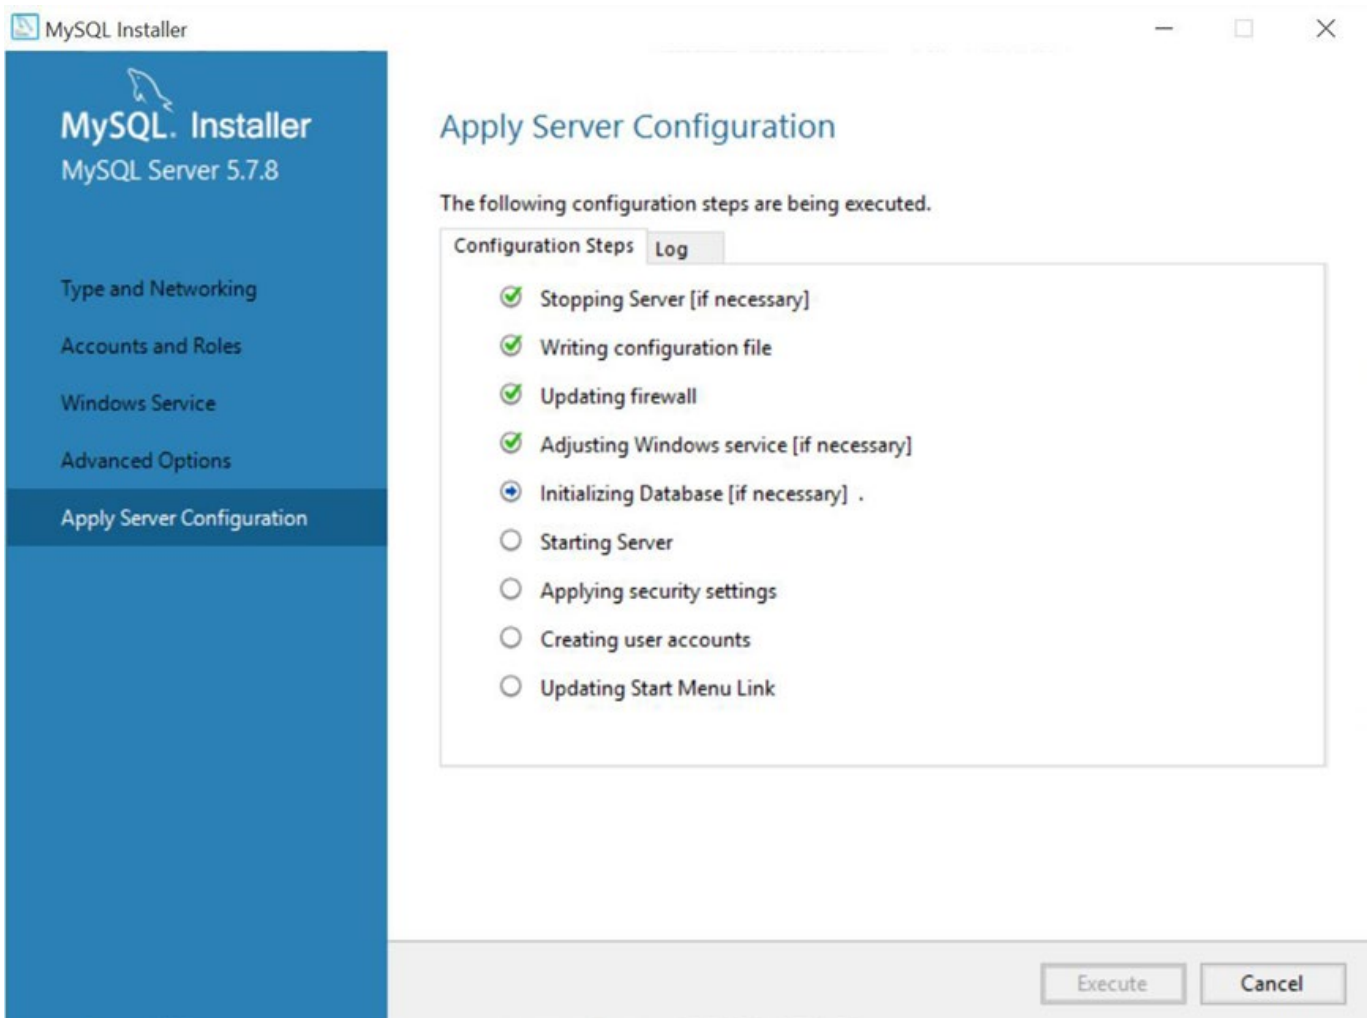 MySQL Installer
MySQL. Installer
MySQL Server 5.7.8
Type and Networking
Accounts and Roles
Windows Service
Advanced Options
Apply Server Configuration
Apply Server Configuration
The following configuration steps are being executed.
Configuration Steps Log
Stopping Server [if necessary]
Writing configuration file
Updating firewall
Adjusting Windows service [if necessary]
Initializing Database [if necessary] .
Starting Server
Applying security settings
Creating user accounts
Updating Start Menu Link
Execute Cancel